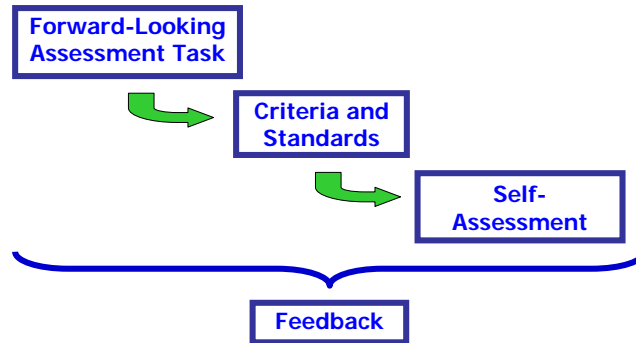 Forward-Looking
Assessment Task
Criteria and
Standards
Self-
Assessment
Feedback